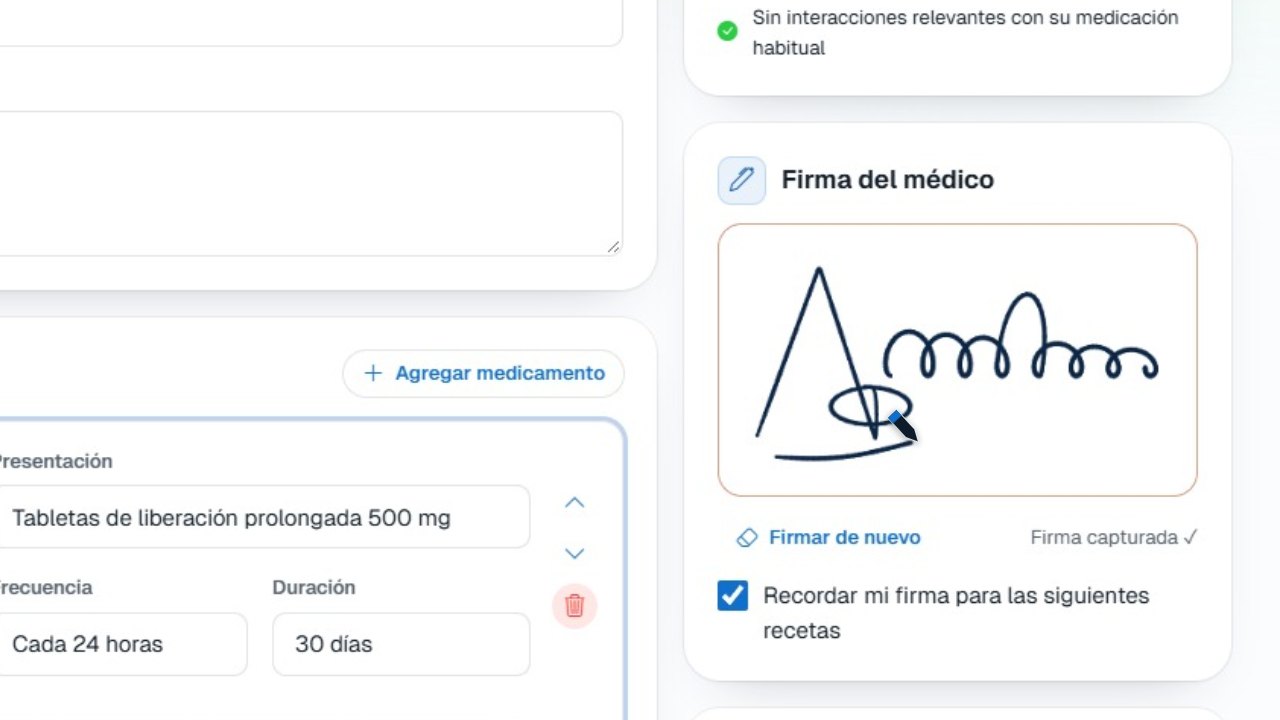 Sin interacciones relevantes con su medicación
habitual
Firma del médico
Agregar medicamento
Presentación
Tabletas de liberación prolongada 500 mg
Frecuencia
Duración
Cada 24 horas
30 días
Firmar de nuevo
Firma capturada ✓
Recordar mi firma para las siguientes
recetas